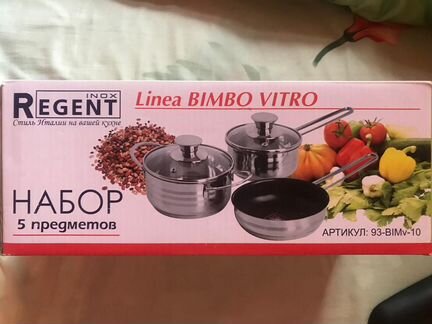 INOX
REGENT
Стиль Италии на вашей кухне
Linea BIMBO VITRO
НАБОР
5 предметов
АРТИКУЛ: 93-BIMv-10